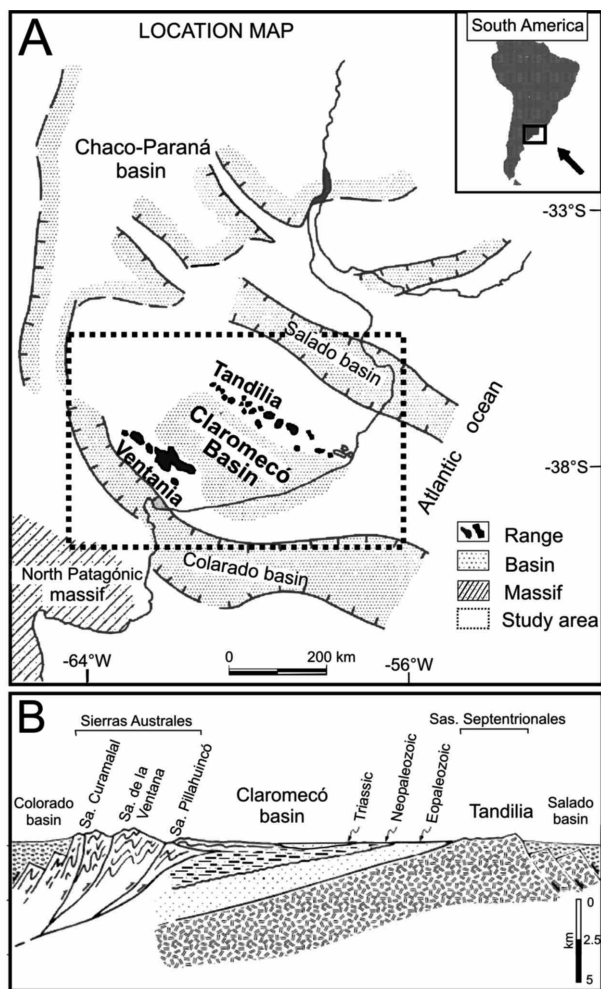 A
LOCATION MAP
South America
Chaco-Paraná
basin
-33°S
Salado basin
Tandilia
Claromecó
Basin
Ventania
Atlantic ocean
-38°S
Colarado basin
North Patagónic
massif
Range
Basin
Massif
Study area
0 200 km
-64°W
-56°W
B
Sierras Australes
Sas. Septentrionales
Sa. Curamalal
Sa. de la
Ventana
Sa. Pillahuincó
Triassic
Neopaleozoic
Eopaleozoic
Colorado
basin
Claromecó
basin
Tandilia
Salado
basin
0
2.5
5
km